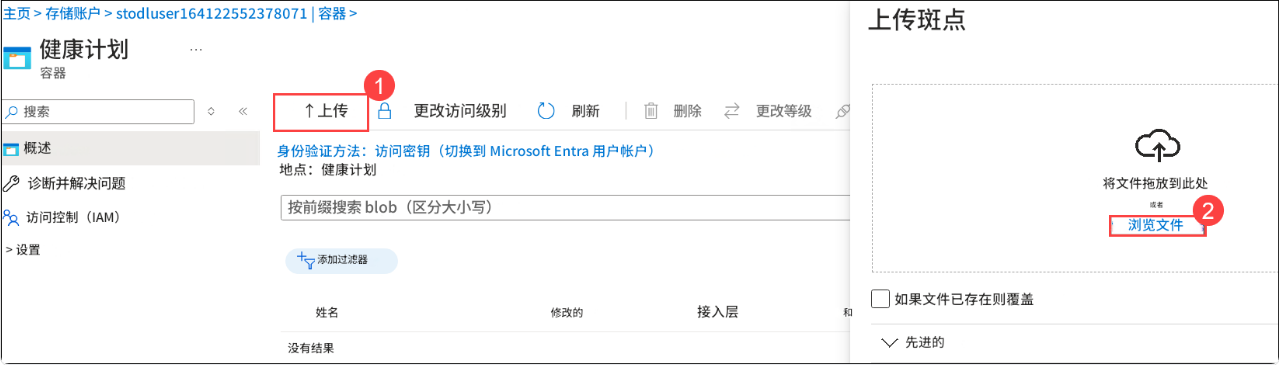 主页 > 存储账户 > stodluser164122552378071 | 容器 >
健康计划 ...
容器
搜索
概述
诊断并解决问题
访问控制（IAM）
> 设置
↑上传 更改访问级别 刷新 删除 更改等级
1
身份验证方法：访问密钥（切换到 Microsoft Entra 用户帐户）
地点：健康计划
按前缀搜索 blob（区分大小写）
添加过滤器
姓名 修改的 接入层 和
没有结果
上传斑点
将文件拖放到此处
或者
2
浏览文件
如果文件已存在则覆盖
先进的